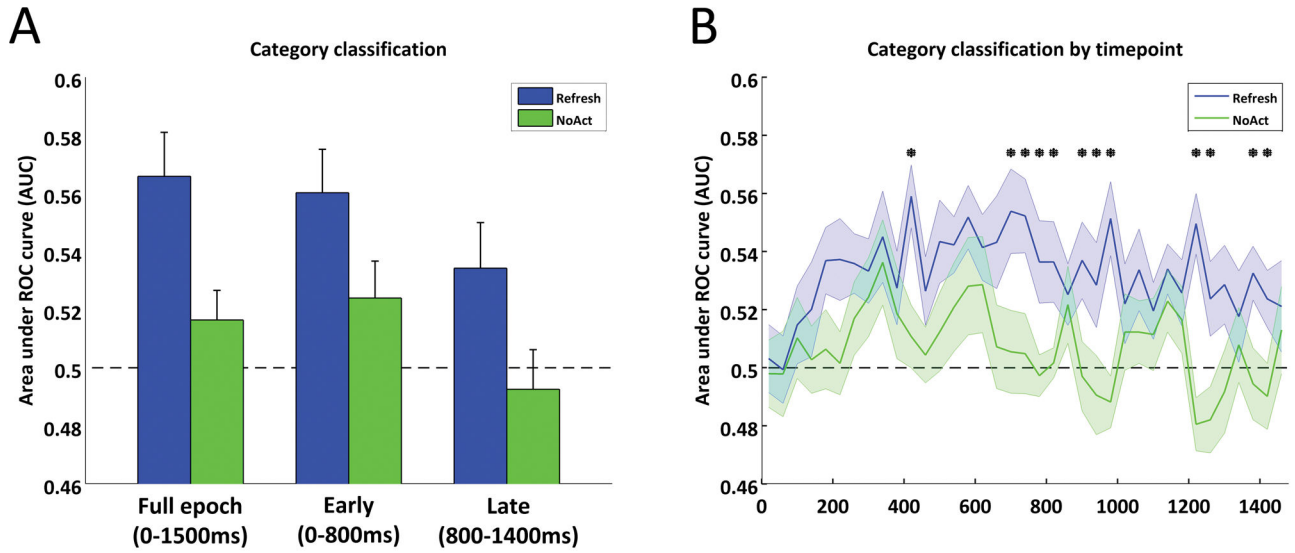 A
Category classification
0.6
0.58
0.56
0.54
0.52
0.5
0.48
0.46
Area under ROC curve (AUC)
Refresh
NoAct
Full epoch
(0-1500ms)
Early
(0-800ms)
Late
(800-1400ms)
B
Category classification by timepoint
0.6
0.58
0.56
0.54
0.52
0.5
0.48
0.46
Area under ROC curve (AUC)
Refresh
NoAct
* * * * * * * * * * * *
0 200 400 600 800 1000 1200 1400